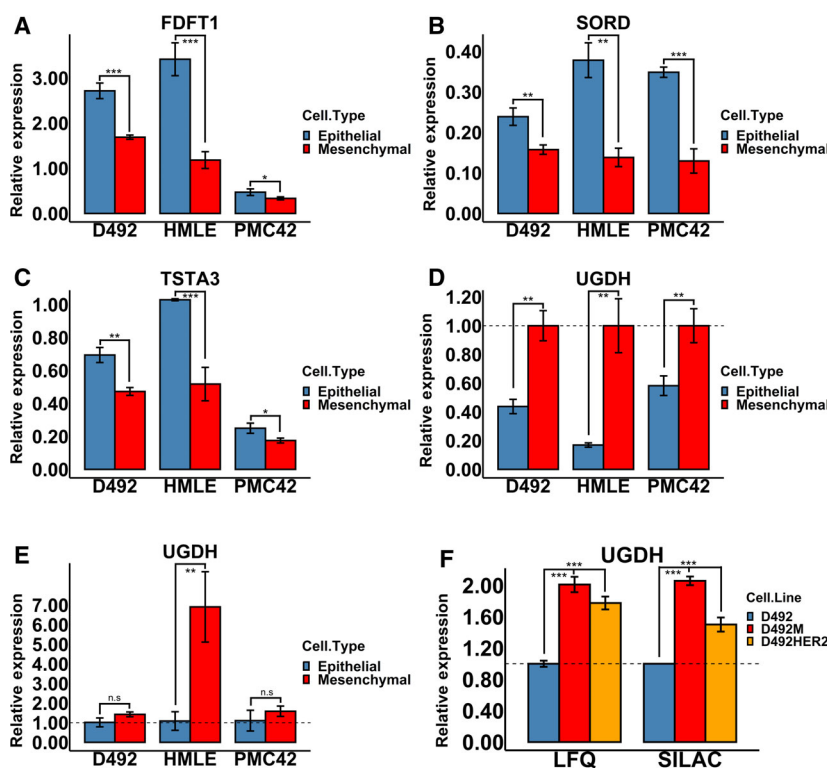 A
FDFT1
Relative expression
3.00
2.00
1.00
0.00
***
***
*
D492
HMLE
PMC42
Cell.Type
Epithelial
Mesenchymal
B
SORD
Relative expression
0.40
0.30
0.20
0.10
0.00
**
**
***
D492
HMLE
PMC42
Cell.Type
Epithelial
Mesenchymal
C
TSTA3
Relative expression
1.00
0.80
0.60
0.40
0.20
0.00
**
***
*
D492
HMLE
PMC42
Cell.Type
Epithelial
Mesenchymal
D
UGDH
Relative expression
1.20
1.00
0.80
0.60
0.40
0.20
0.00
**
**
**
D492
HMLE
PMC42
Cell.Type
Epithelial
Mesenchymal
E
UGDH
Relative expression
7.00
6.00
5.00
4.00
3.00
2.00
1.00
0.00
n.s
**
n.s
D492
HMLE
PMC42
Cell.Type
Epithelial
Mesenchymal
F
UGDH
Relative expression
2.00
1.60
1.20
0.80
0.40
0.00
***
***
***
***
LFQ
SILAC
Cell.Line
D492
D492M
D492HER2